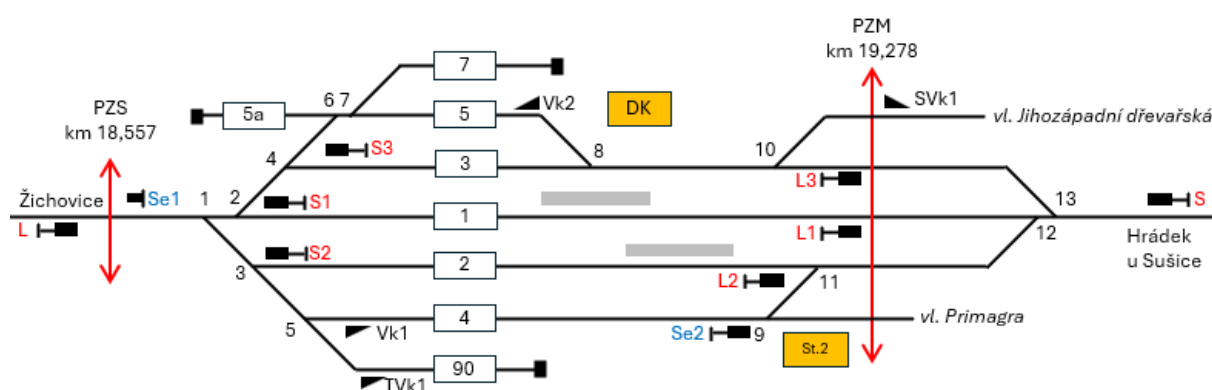 PZM
km 19,278
7
PZS
km 18,557
6 7
5a
5
Vk2
DK
SVk1
vl. Jihozápadní dřevařská
S3
4
3
8
10
L3
Žichovice
Se1
1
2
S1
13
S
L
1
L1
12
Hrádek
u Sušice
S2
3
2
L2
11
5
Vk1
4
Se2
9
vl. Primagra
St.2
TVk1
90